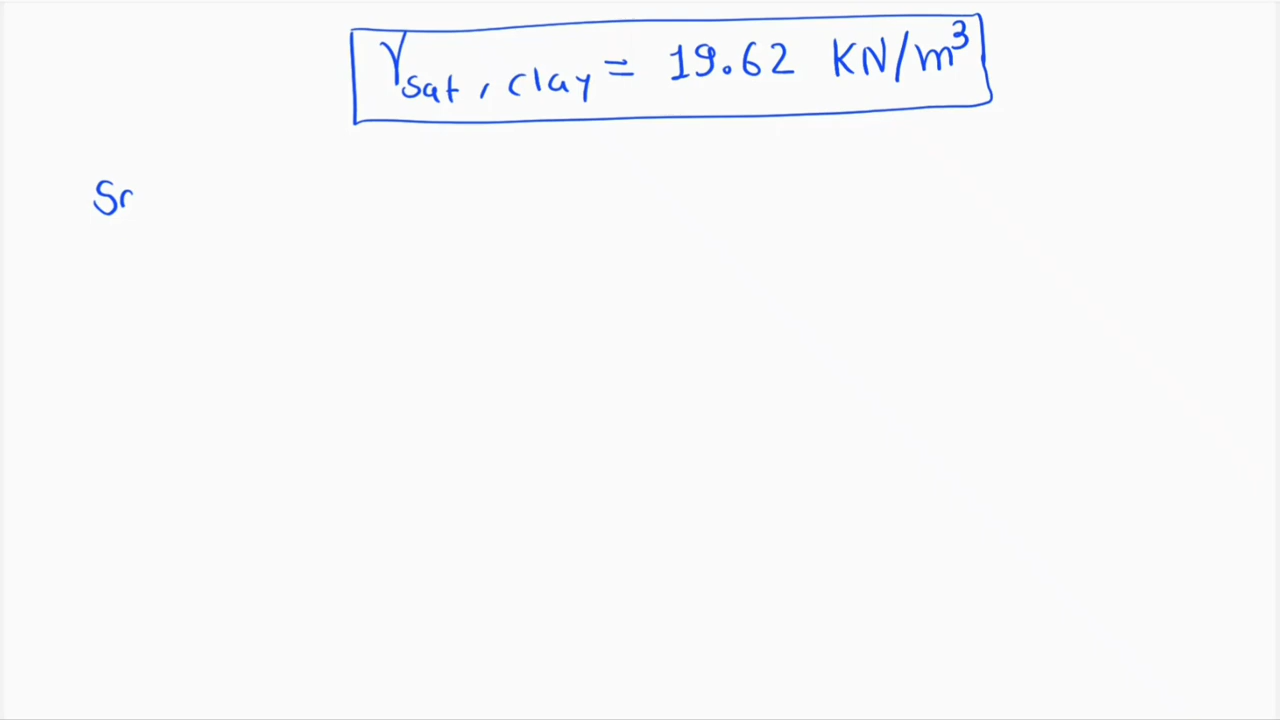 γsat, clay = 19.62 KN/m³
Sr